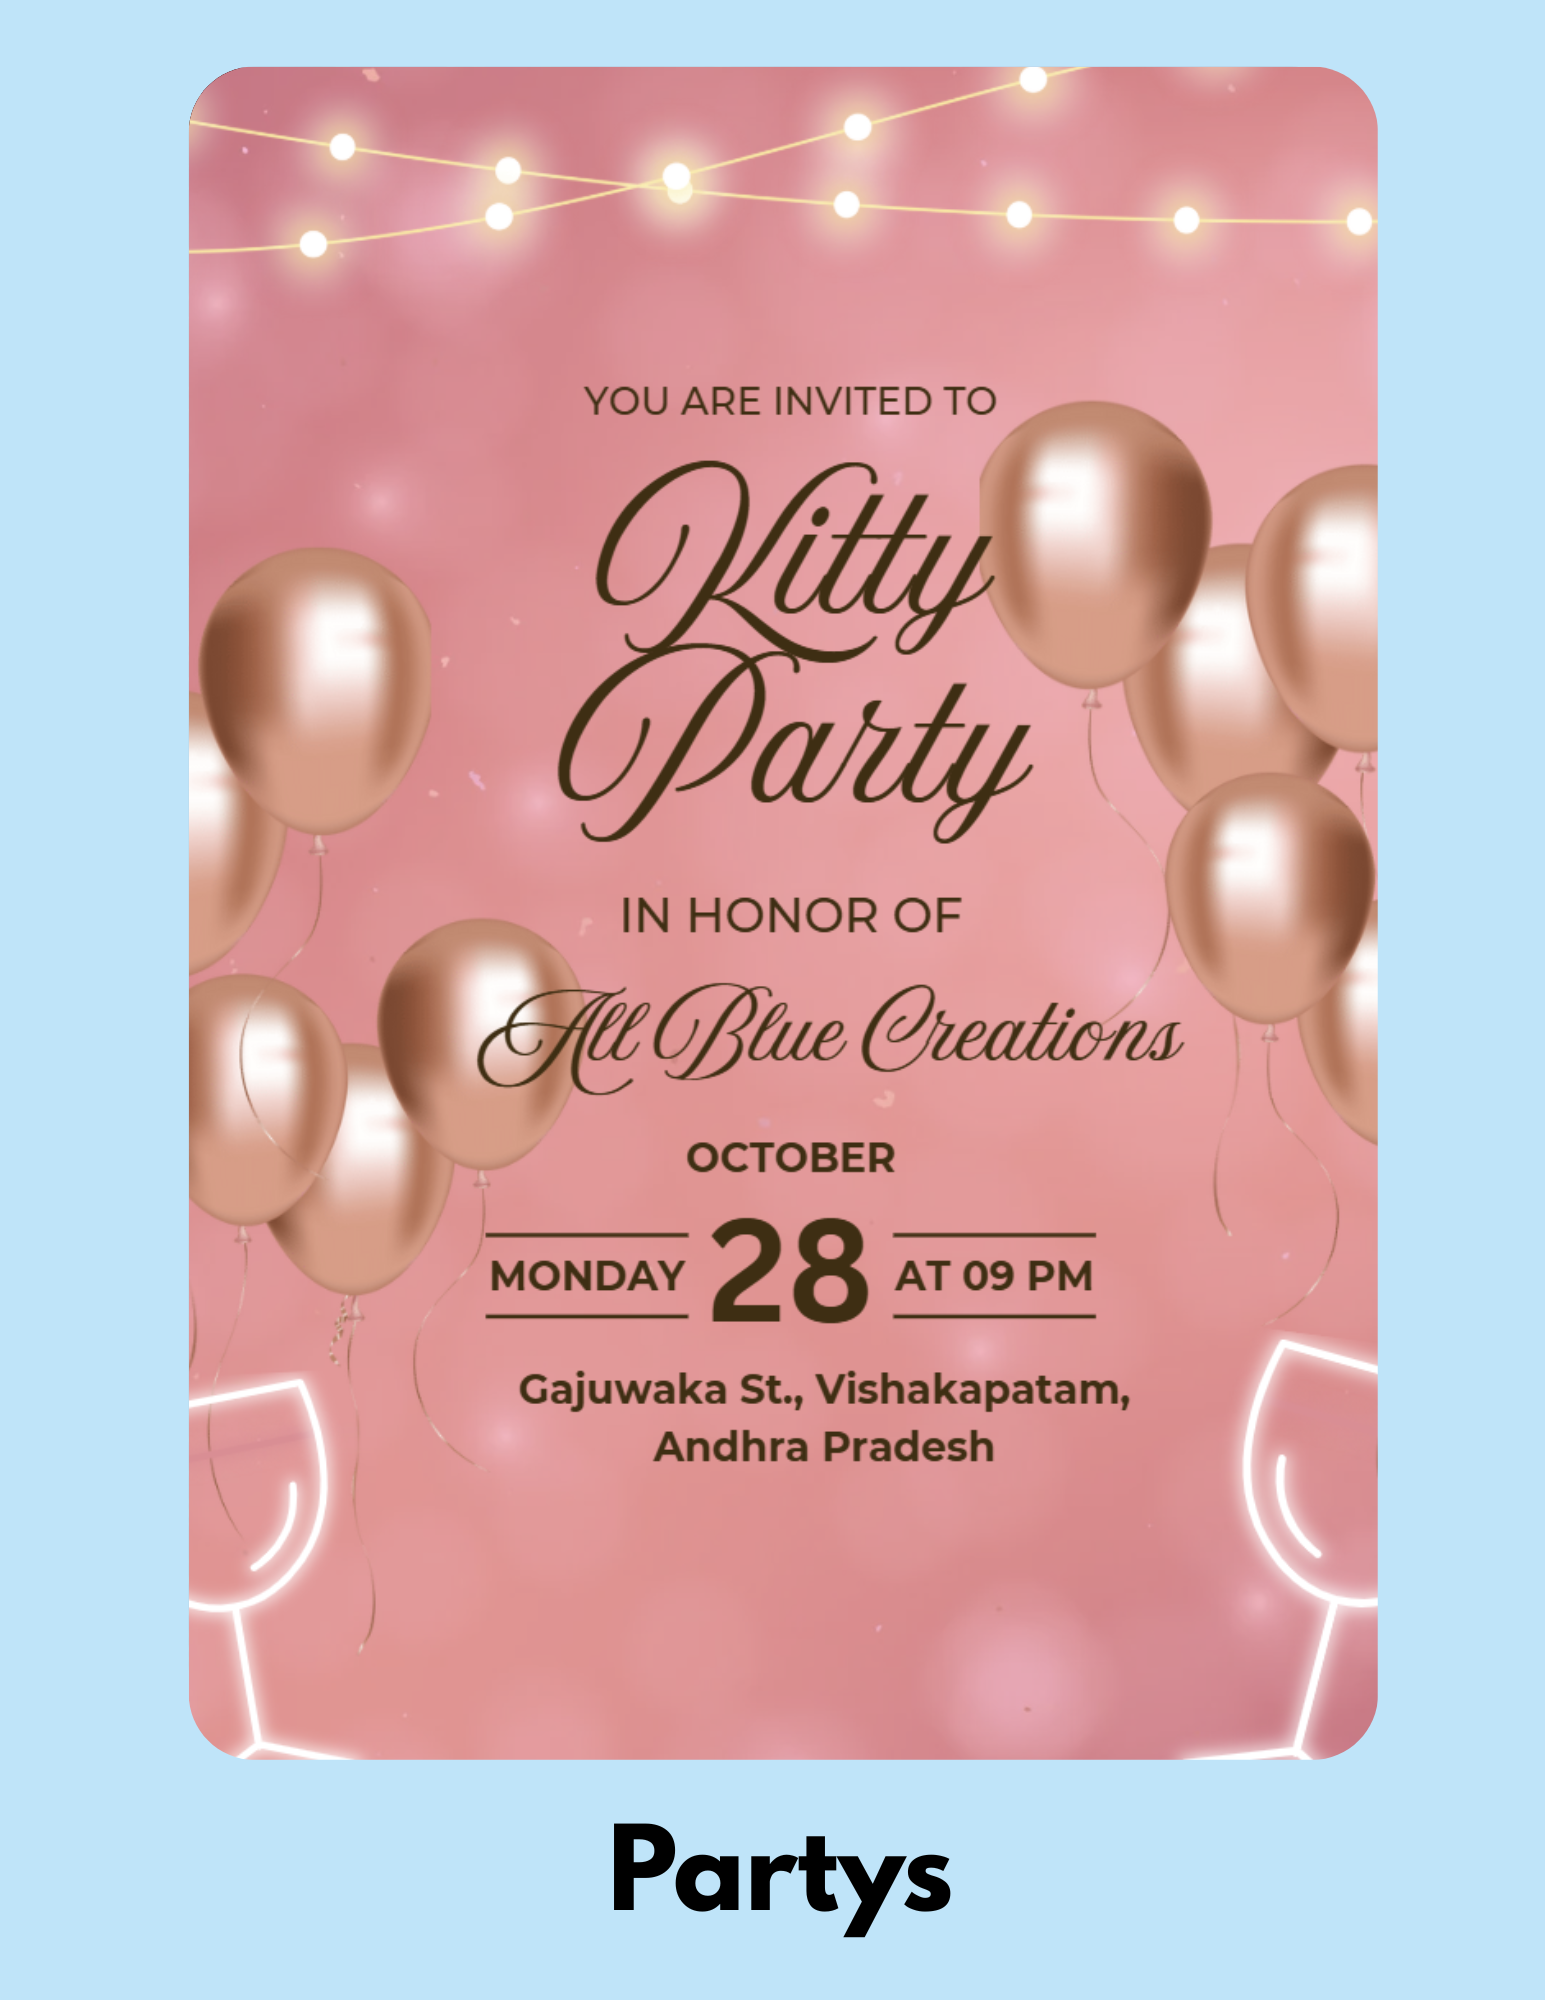 YOU ARE INVITED TO
Kitty
Party
IN HONOR OF
All Blue Creations
OCTOBER
MONDAY 28 AT 09 PM
Gajuwaka St., Vishakapatam,
Andhra Pradesh
Partys